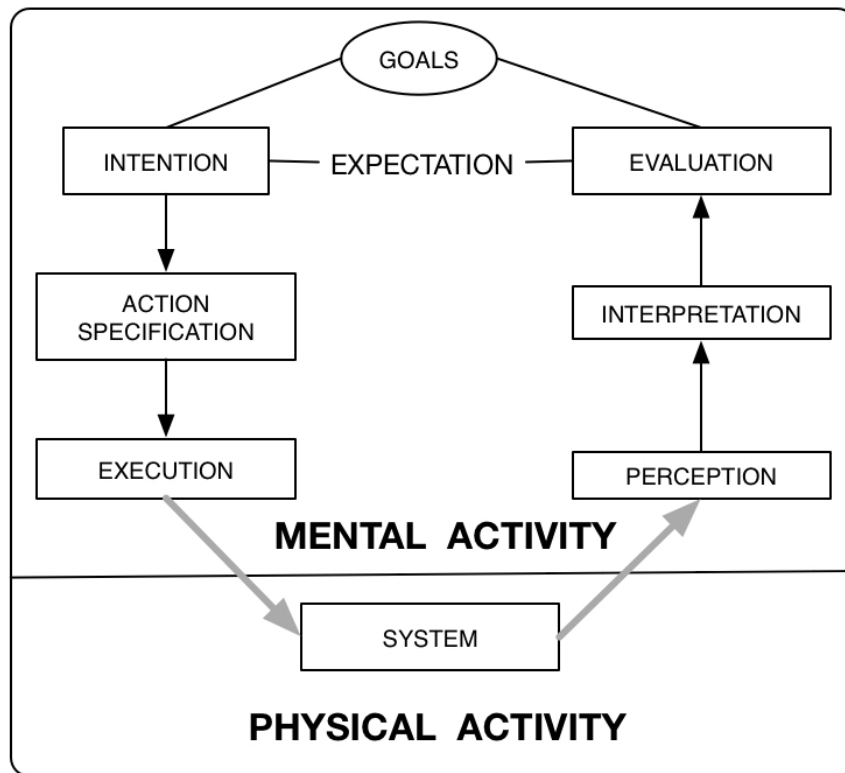 GOALS
INTENTION
EXPECTATION
EVALUATION
ACTION
SPECIFICATION
INTERPRETATION
EXECUTION
PERCEPTION
MENTAL ACTIVITY
SYSTEM
PHYSICAL ACTIVITY